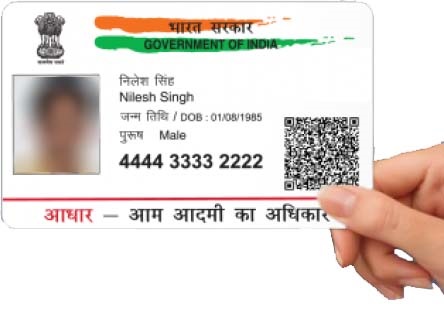 भारत सरकार
GOVERNMENT OF INDIA
निलेश सिंह
Nilesh Singh
जन्म तिथि / DOB : 01/08/1985
पुरूष Male
4444 3333 2222
आधार — आम आदमी का अधिकार